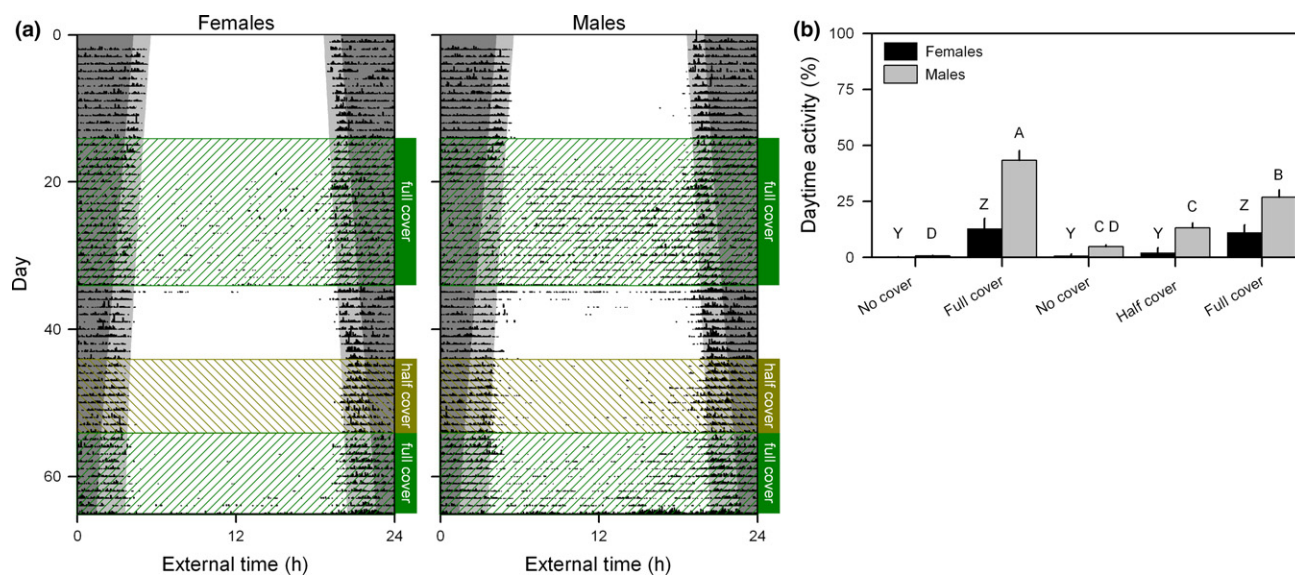 (a)
Females
Males
0
20
40
60
Day
full cover
half cover
full cover
full cover
half cover
full cover
0
12
24
0
12
24
External time (h)
External time (h)
(b)
100
75
50
25
0
Daytime activity (%)
Females
Males
Y
D
Z
A
Y
C D
Y
C
Z
B
No cover
Full cover
No cover
Half cover
Full cover